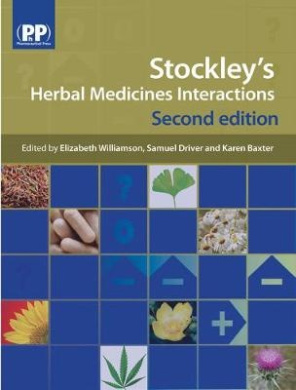 (PP)
Pharmaceutical Press
Stockley's
Herbal Medicines Interactions
Second edition
Edited by Elizabeth Williamson, Samuel Driver and Karen Baxter